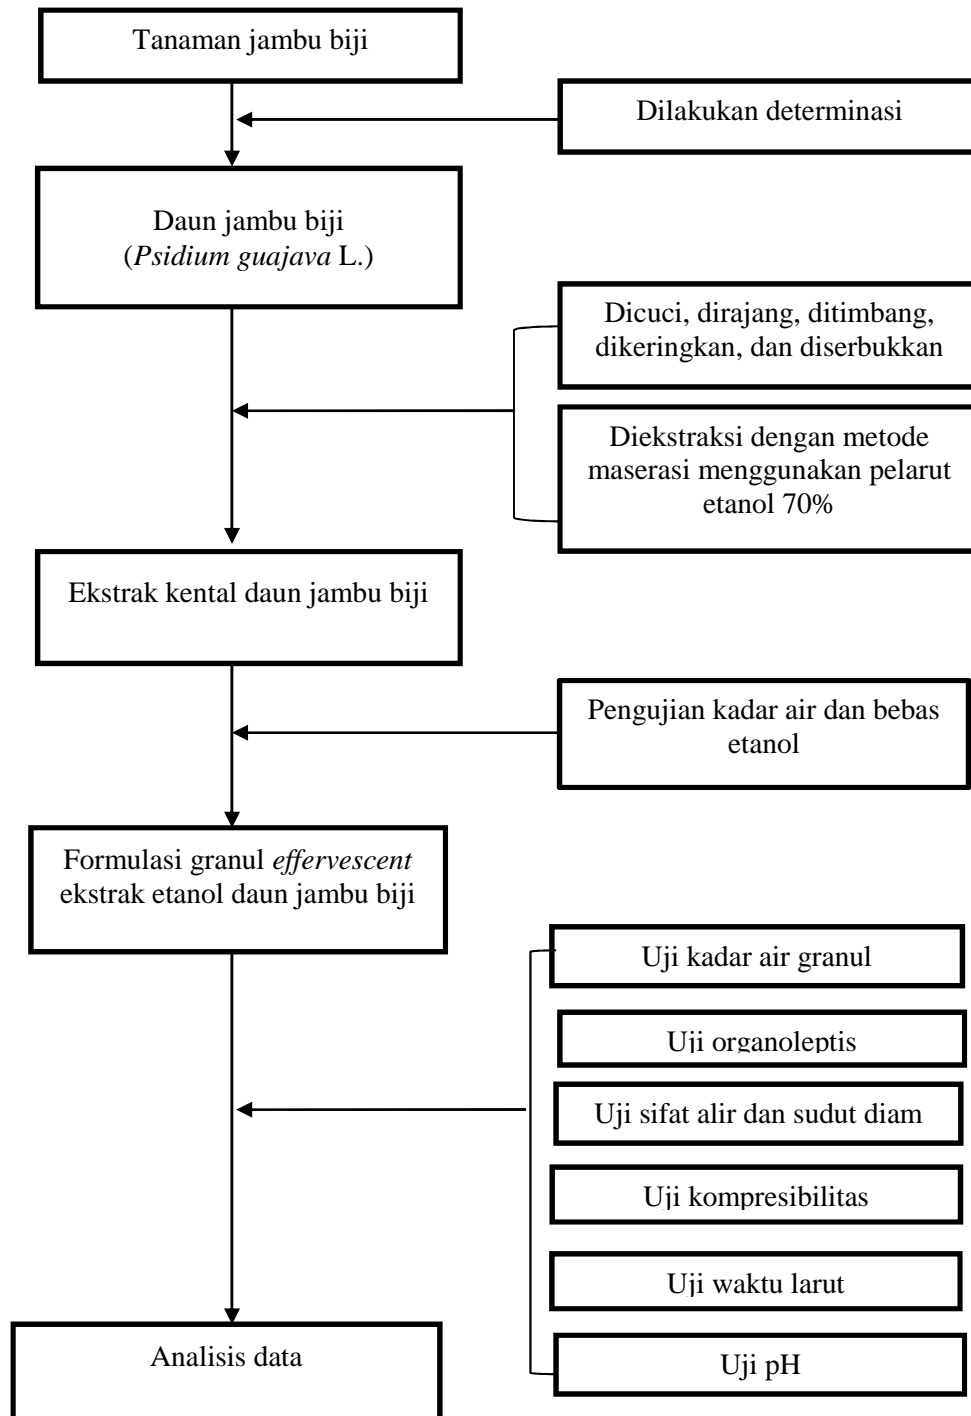 Tanaman jambu biji
Dilakukan determinasi
Daun jambu biji
(Psidium guajava L.)
Dicuci, dirajang, ditimbang,
dikeringkan, dan diserbukkan
Diekstraksi dengan metode
maserasi menggunakan pelarut
etanol 70%
Ekstrak kental daun jambu biji
Pengujian kadar air dan bebas
etanol
Formulasi granul effervescent
ekstrak etanol daun jambu biji
Uji kadar air granul
Uji organoleptis
Uji sifat alir dan sudut diam
Uji kompresibilitas
Uji waktu larut
Uji pH
Analisis data